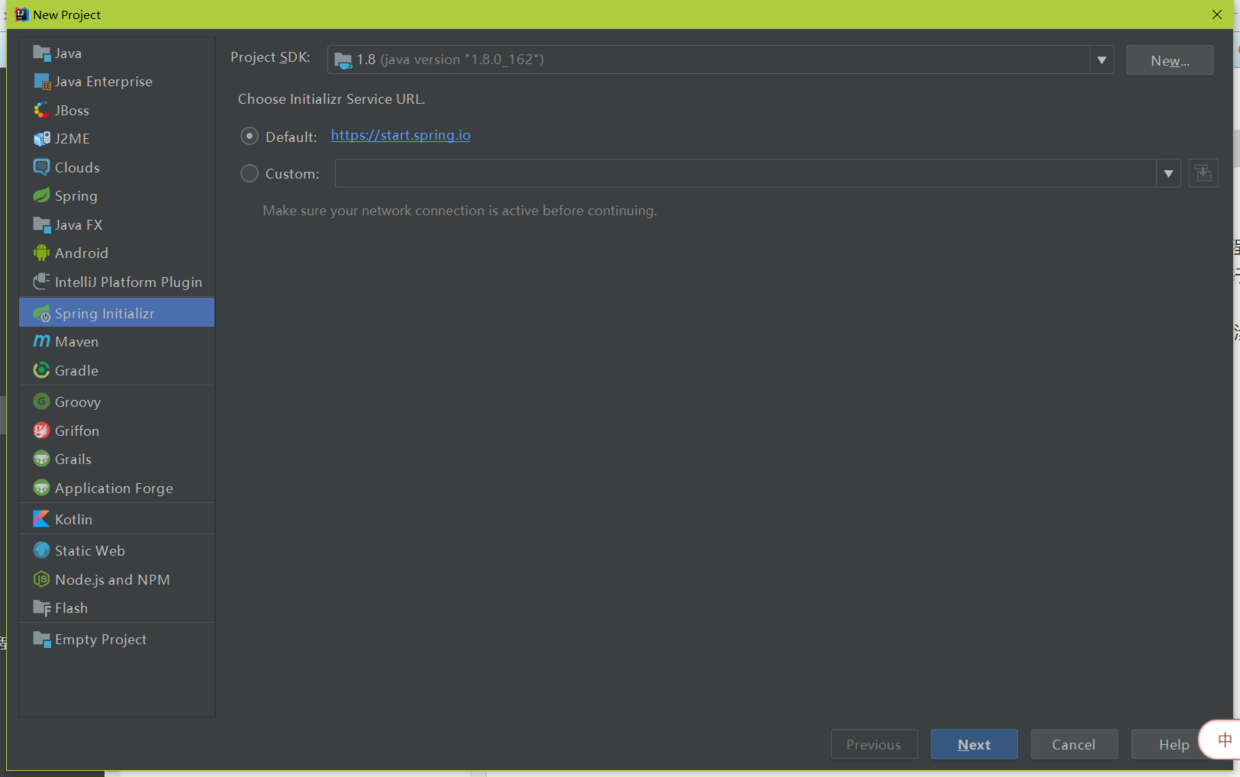 New Project
Java
Java Enterprise
JBoss
J2ME
Clouds
Spring
Java FX
Android
IntelliJ Platform Plugin
Spring Initializr
Maven
Gradle
Groovy
Griffon
Grails
Application Forge
Kotlin
Static Web
Node.js and NPM
Flash
Empty Project
Project SDK: 1.8 (java version "1.8.0_162") New...
Choose Initializr Service URL.
Default: https://start.spring.io
Custom:
Make sure your network connection is active before continuing.
Previous Next Cancel Help
中